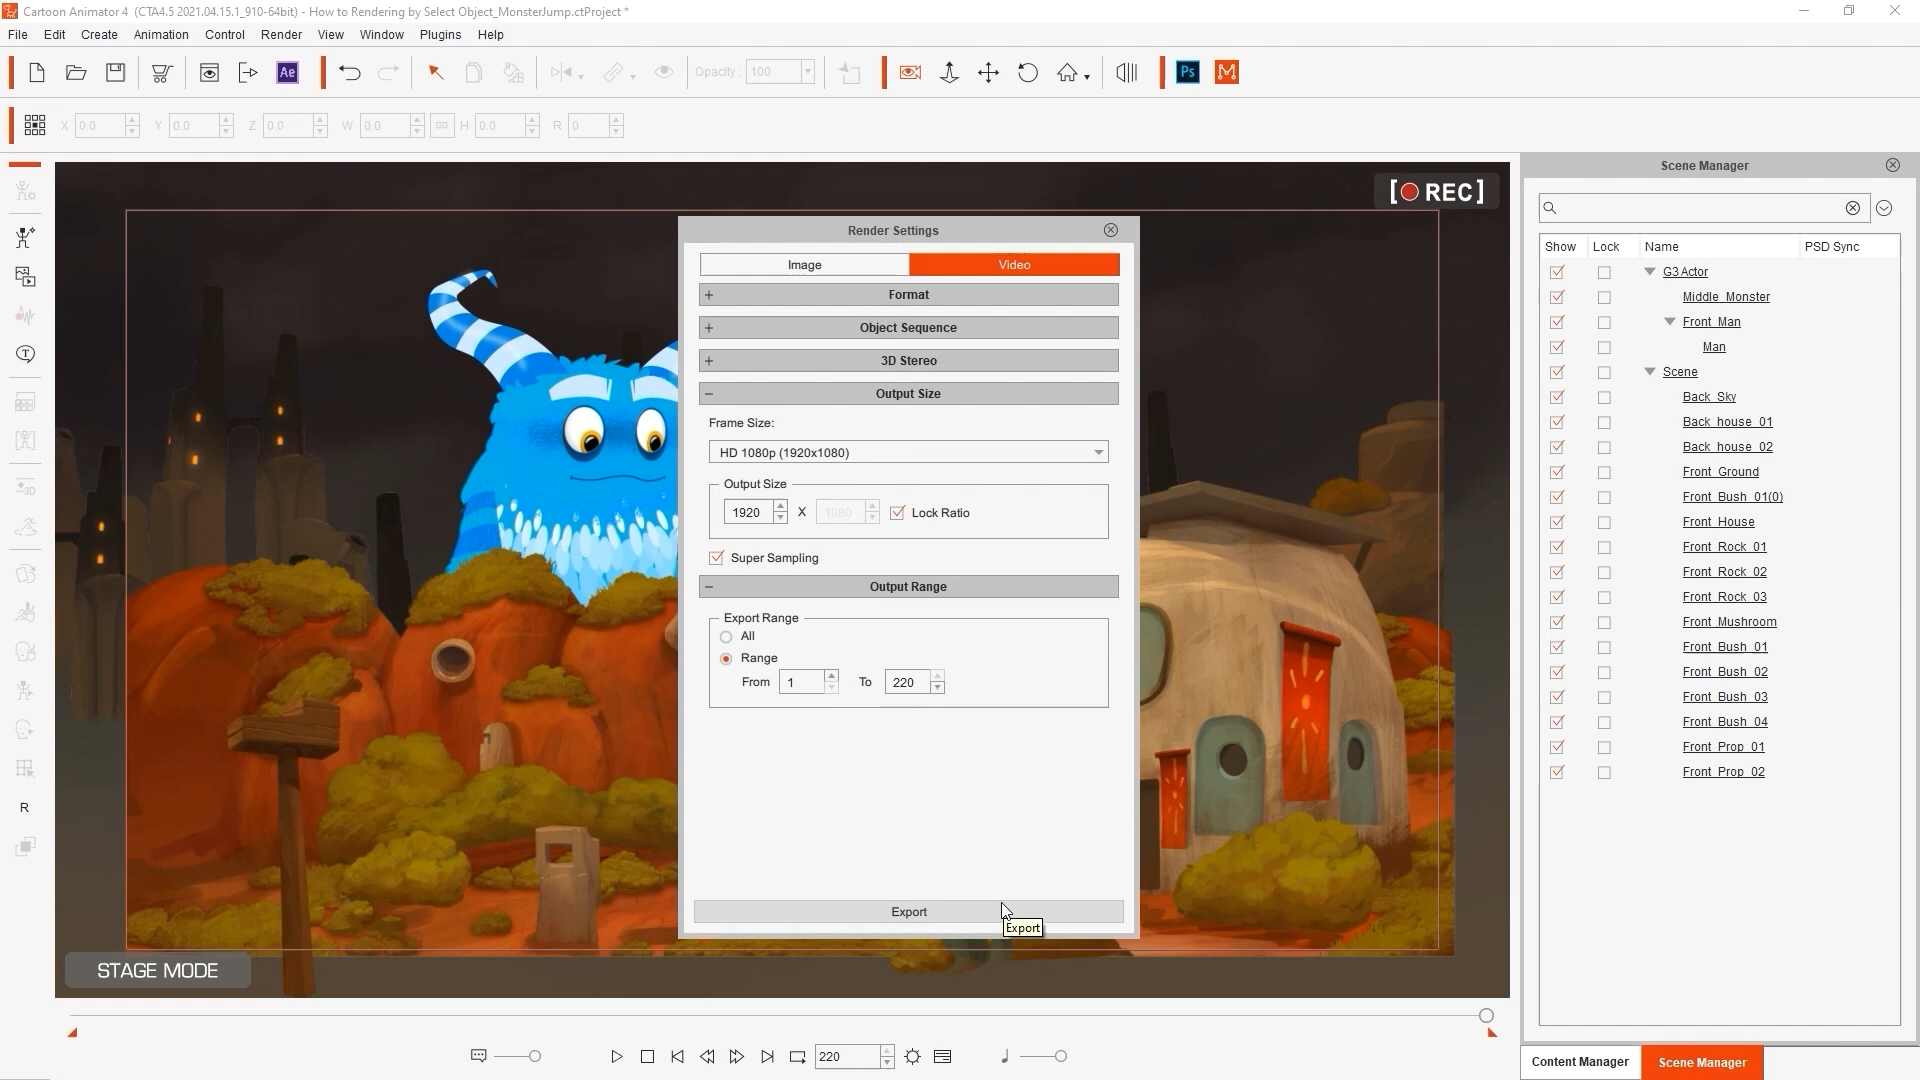 Cartoon Animator 4 (CTA4.5 2021.04.15.1_910-64bit) - How to Rendering by Select Object_MonsterJump.ctProject *
File Edit Create Animation Control Render View Window Plugins Help
Ae Opacity : 100 Ps
X 0.0 Y 0.0 Z 0.0 W 0.0 H 0.0 R 0
[ REC]
R
STAGE MODE
Render Settings
Image Video
+ Format
+ Object Sequence
+ 3D Stereo
− Output Size
Frame Size:
HD 1080p (1920x1080)
Output Size
1920 X 1080 Lock Ratio
Super Sampling
− Output Range
Export Range
All
Range
From 1 To 220
Export
Export
220
Scene Manager
Show Lock Name PSD Sync
G3 Actor
Middle_Monster
Front_Man
Man
Scene
Back_Sky
Back_house_01
Back_house_02
Front_Ground
Front_Bush_01(0)
Front_House
Front_Rock_01
Front_Rock_02
Front_Rock_03
Front_Mushroom
Front_Bush_01
Front_Bush_02
Front_Bush_03
Front_Bush_04
Front_Prop_01
Front_Prop_02
Content Manager Scene Manager